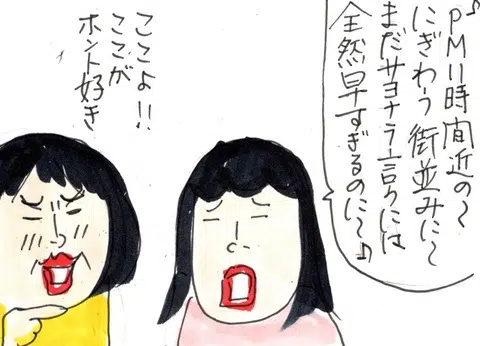 ♪PM11時間近の〜
にぎわう街並みに〜
まだサヨナラ言うには
全然早すぎるのに〜♪
ここよ!!
ここが
ホント好き